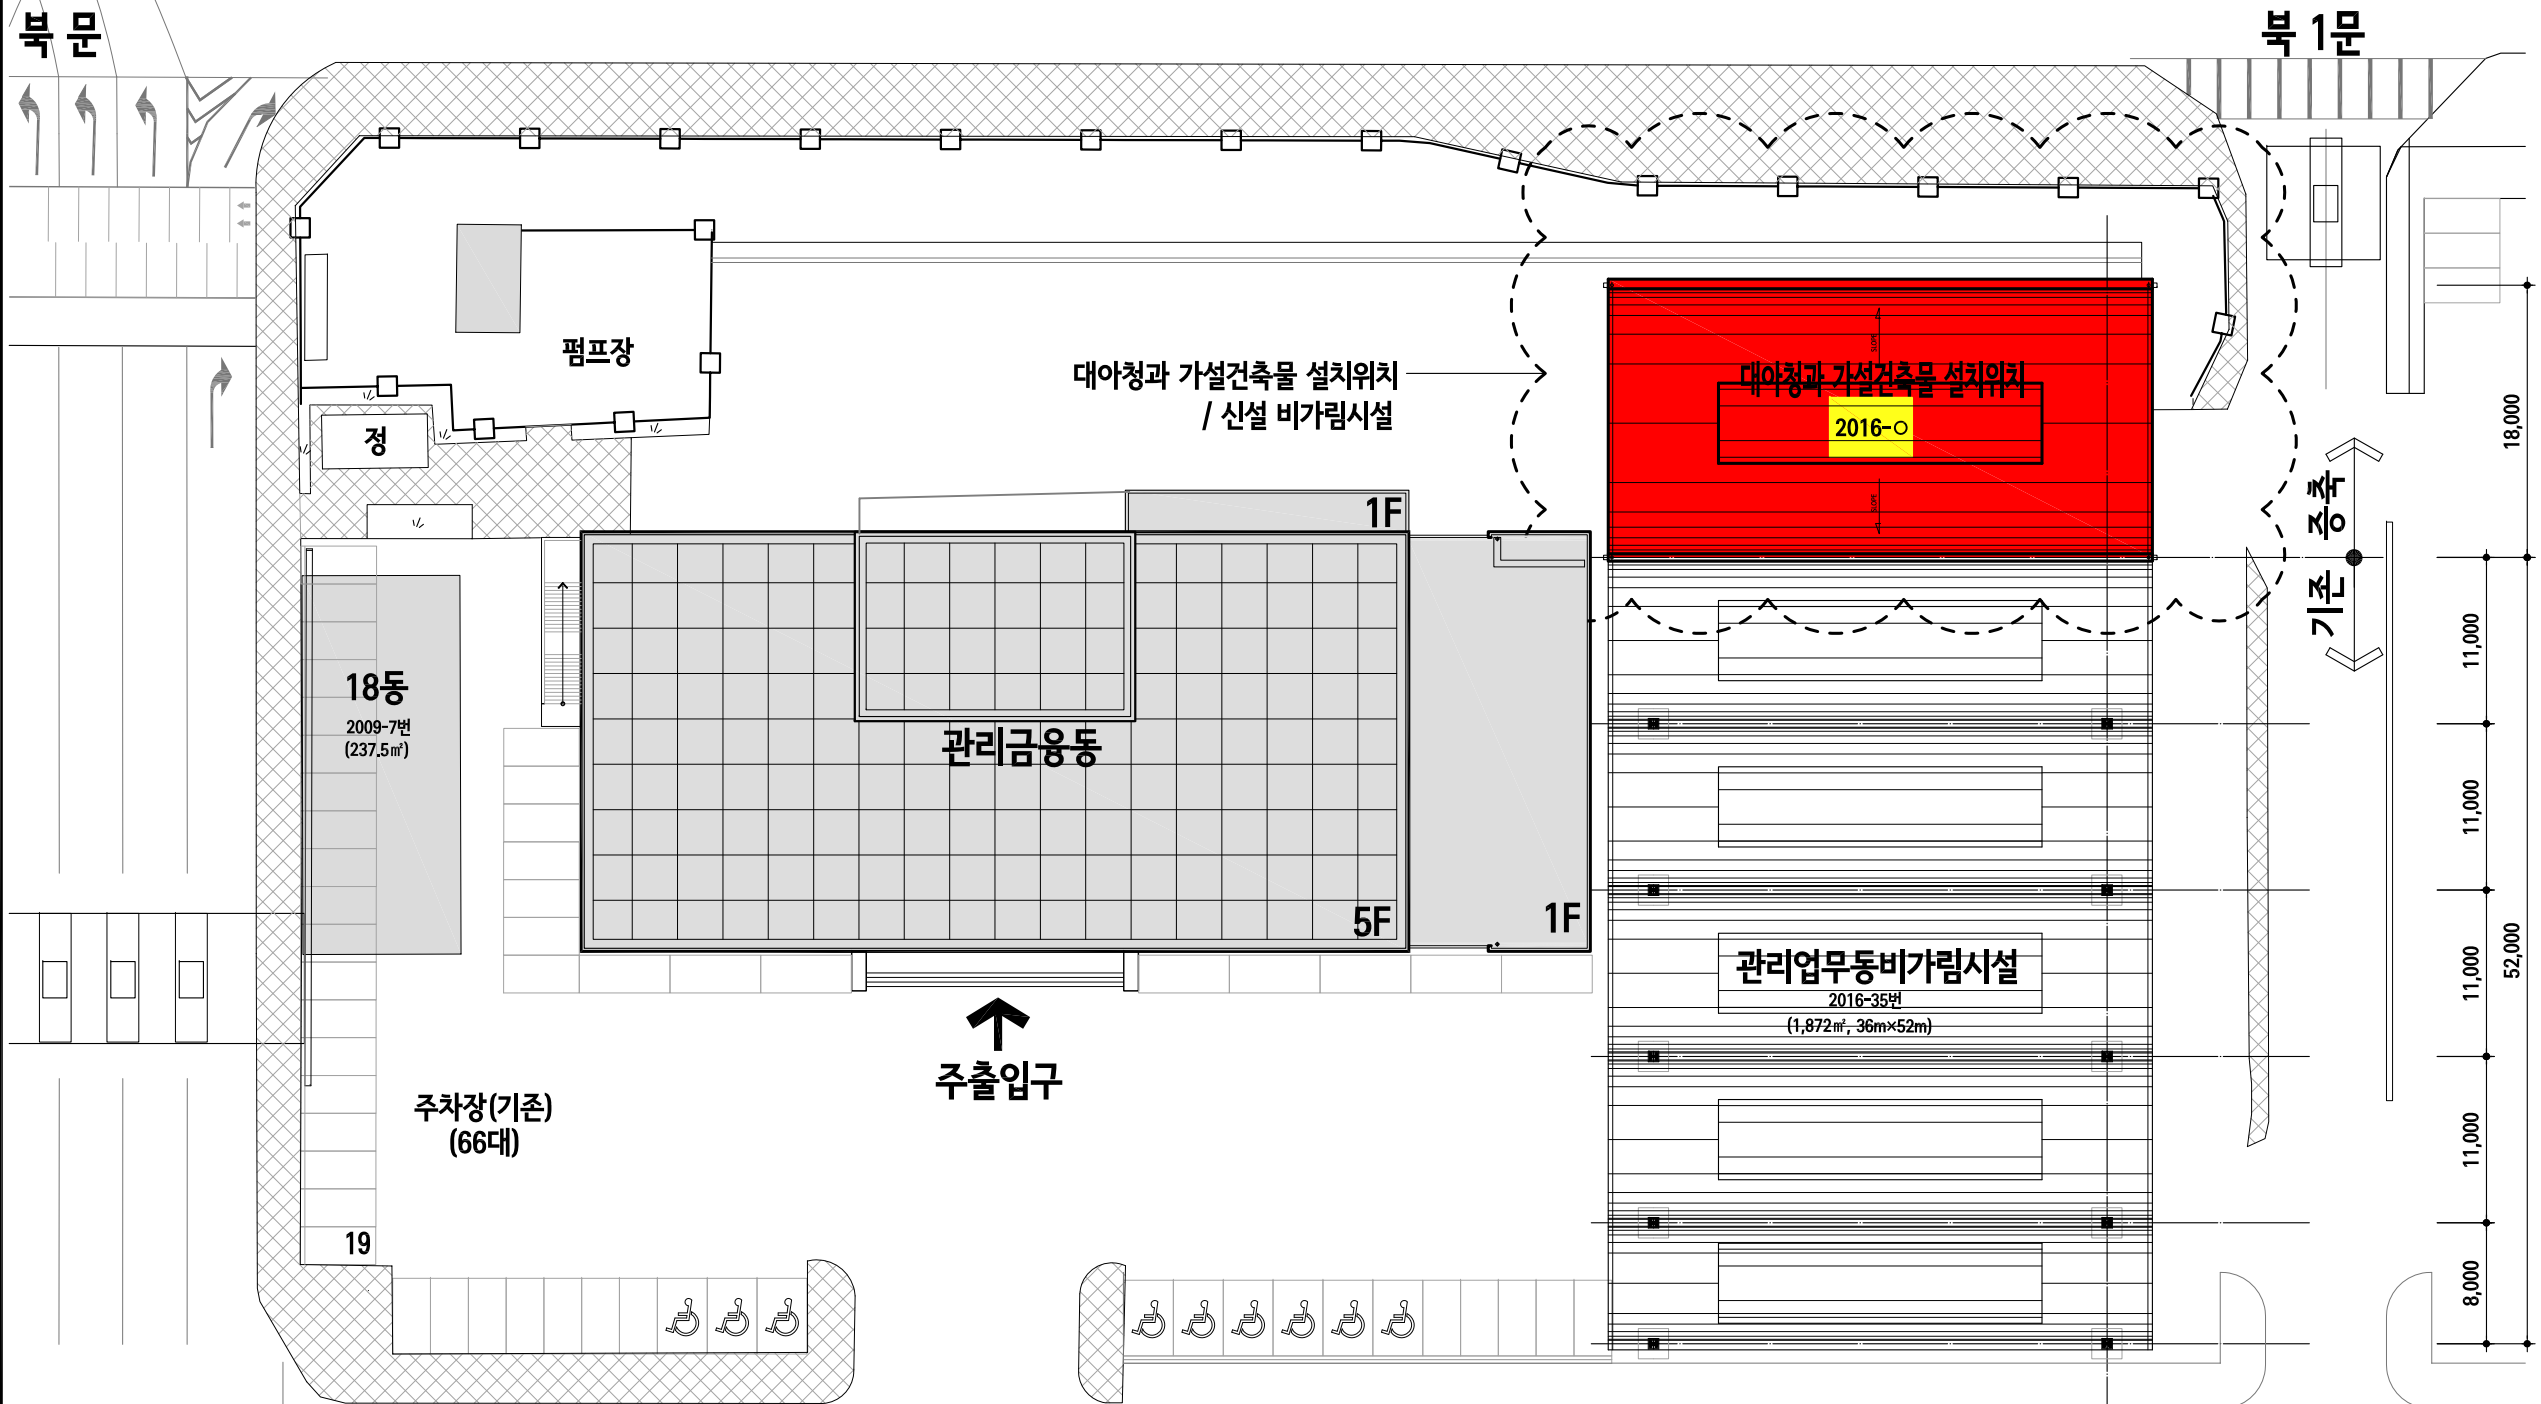 북 문
북 1문
펌프장
대아청과 가설건축물 설치위치
/ 신설 비가림시설
대아청과 가설건축물 설치위치
2016-○
SLOPE
SLOPE
18,000
정
1F
증축
기존
11,000
18동
2009-7번
(237.5㎡)
관리금융동
11,000
5F
1F
관리업무동비가림시설
2016-35번
(1,872㎡, 36m×52m)
11,000
52,000
주출입구
주차장(기존)
(66대)
11,000
19
8,000